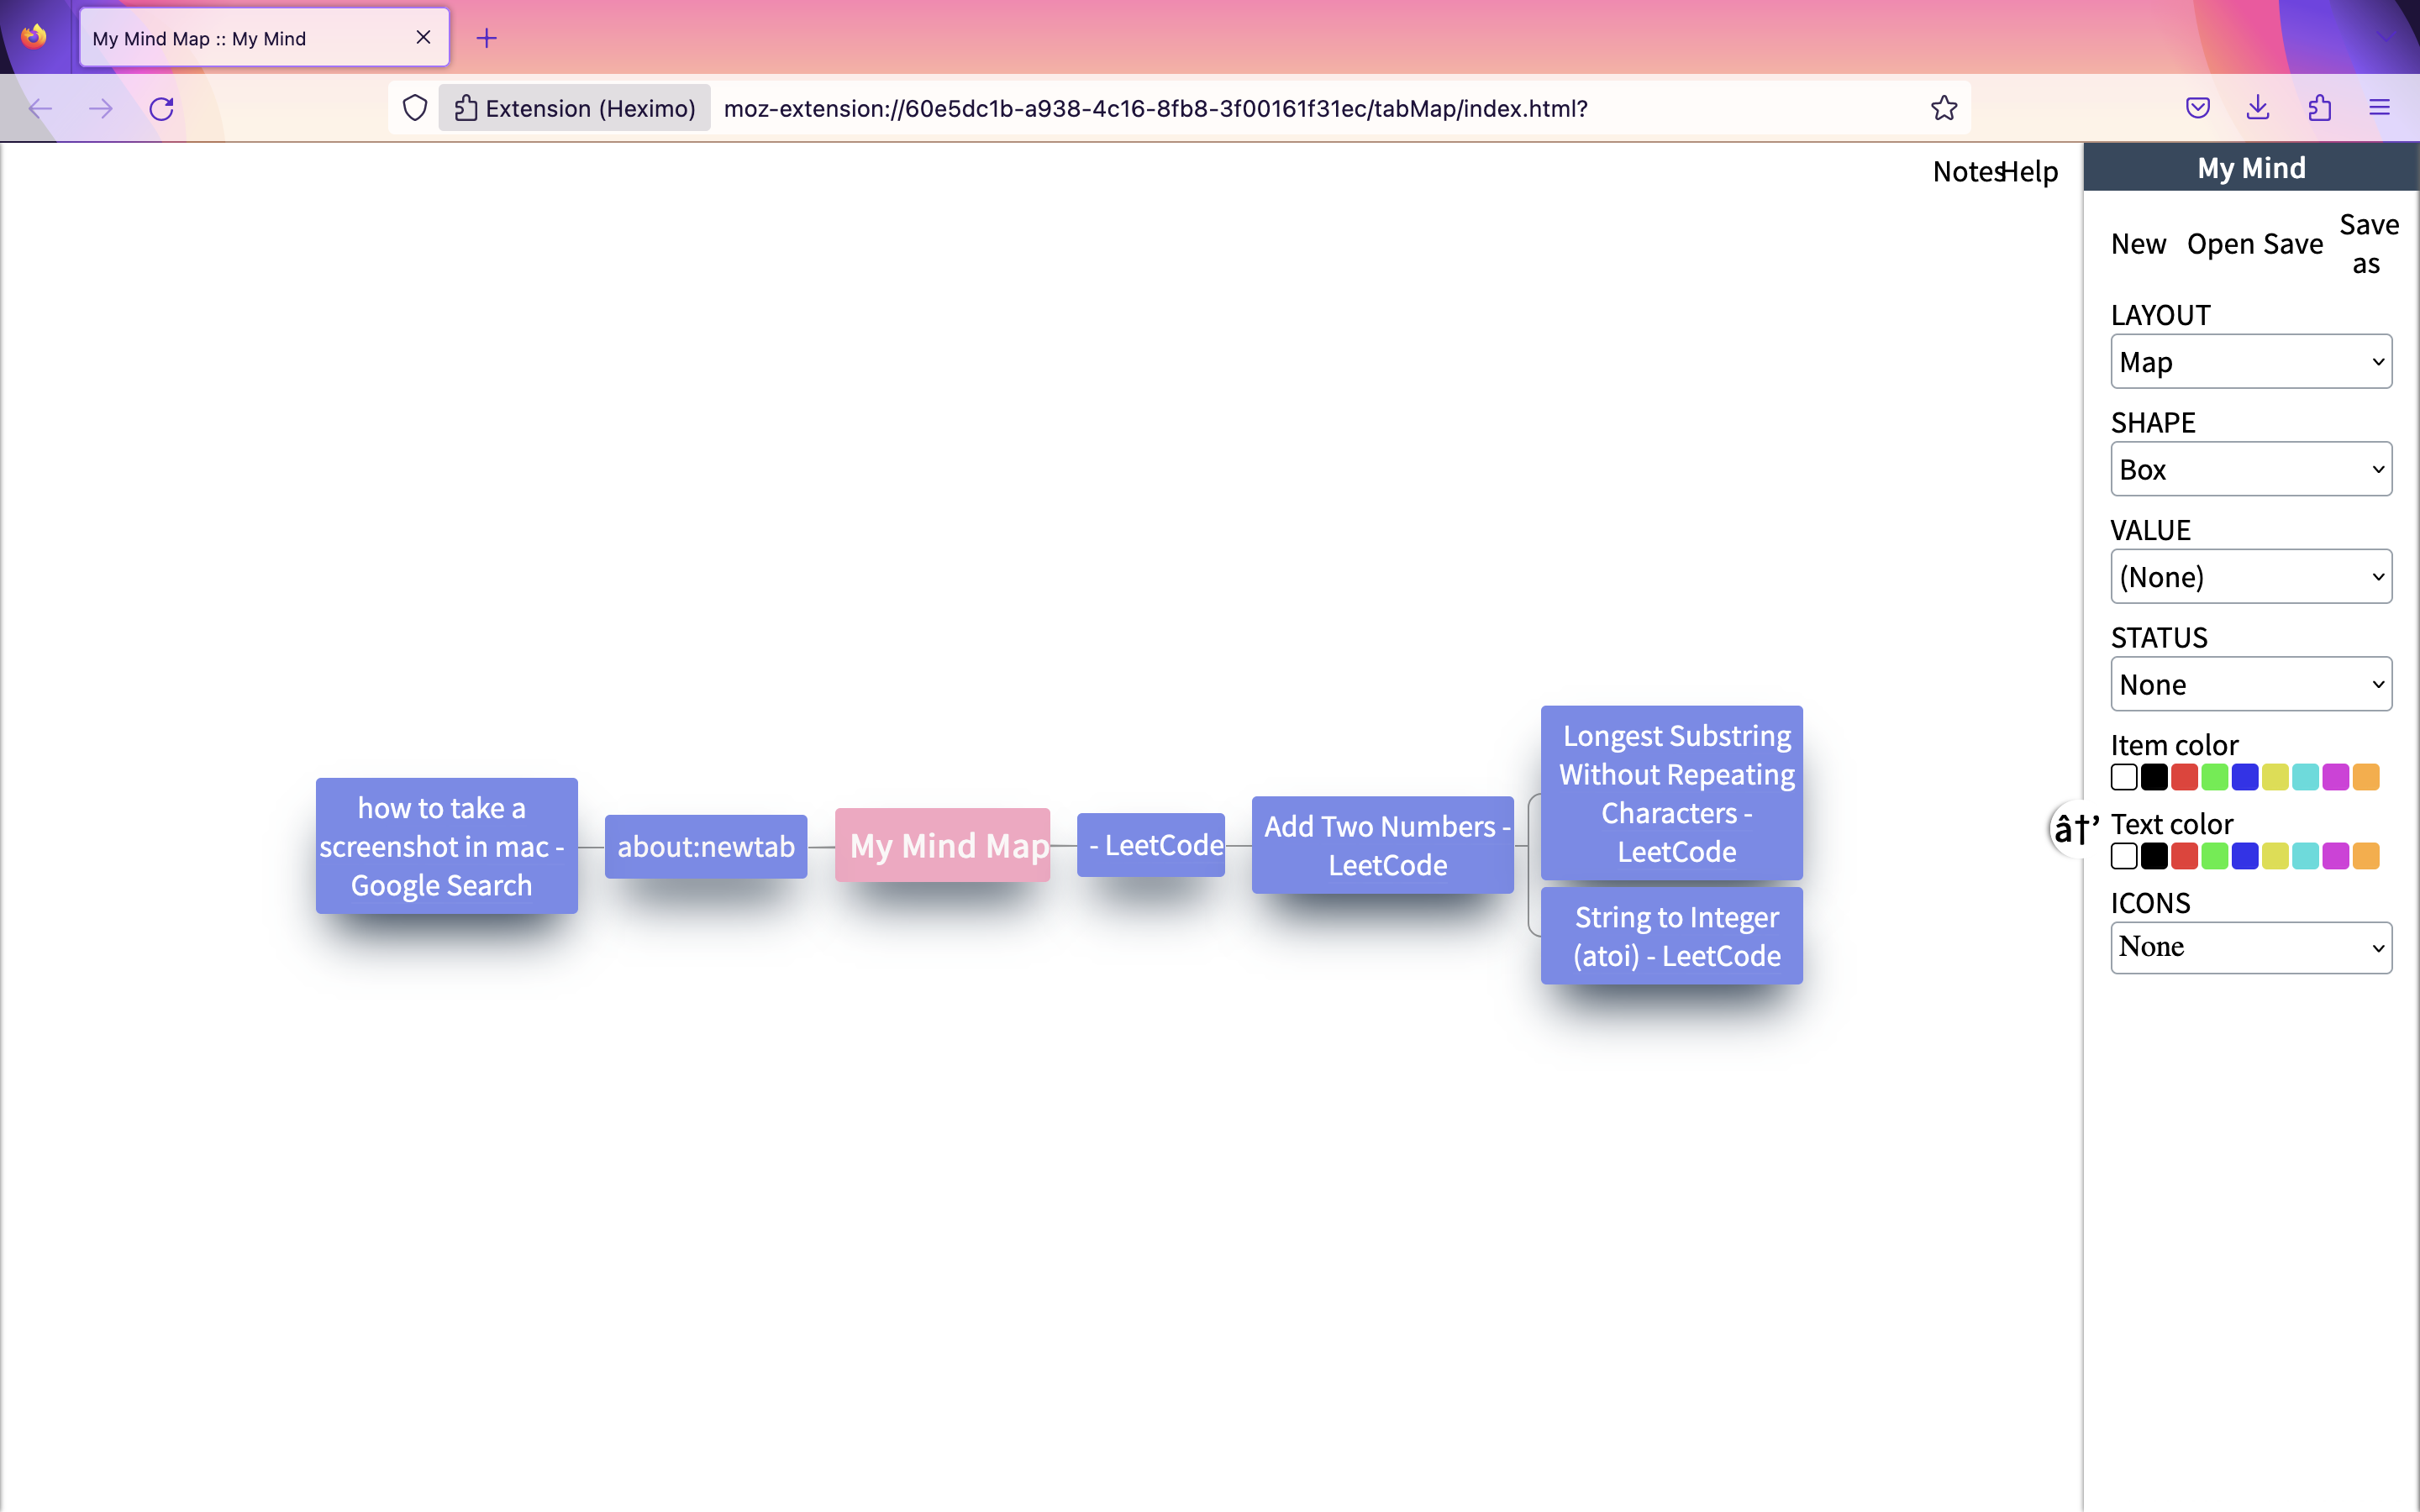 My Mind Map :: My Mind
Extension (Heximo) moz-extension://60e5dc1b-a938-4c16-8fb8-3f00161f31ec/tabMap/index.html?
Notes Help
My Mind
New Open Save Save
as
LAYOUT
Map
SHAPE
Box
VALUE
(None)
STATUS
None
Item color
â†’ Text color
ICONS
None
how to take a
screenshot in mac -
Google Search
about:newtab
My Mind Map
- LeetCode
Add Two Numbers -
LeetCode
Longest Substring
Without Repeating
Characters -
LeetCode
String to Integer
(atoi) - LeetCode